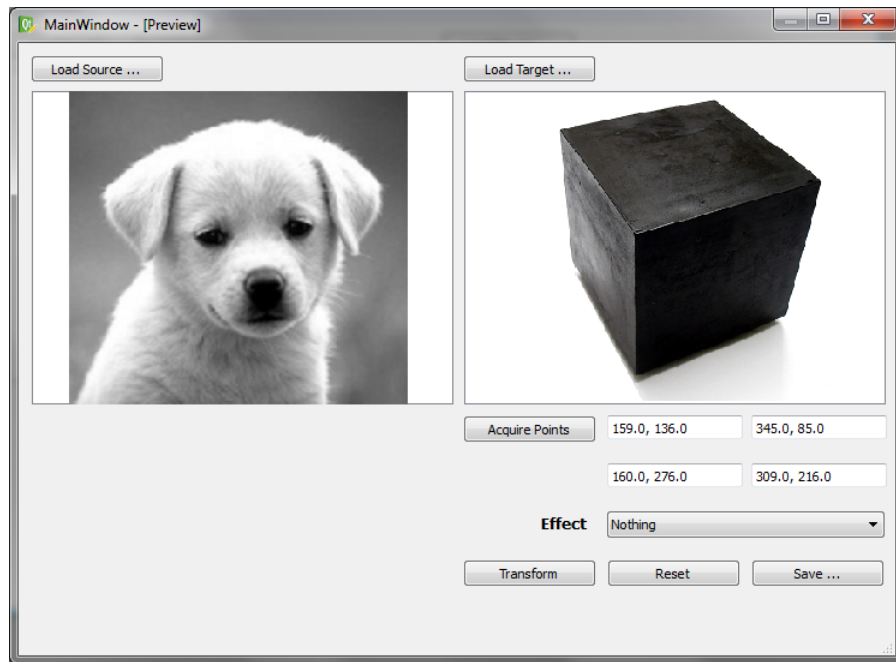 MainWindow - [Preview]
Load Source ...
Load Target ...
Acquire Points
159.0, 136.0
345.0, 85.0
160.0, 276.0
309.0, 216.0
Effect
Nothing
Transform
Reset
Save ...